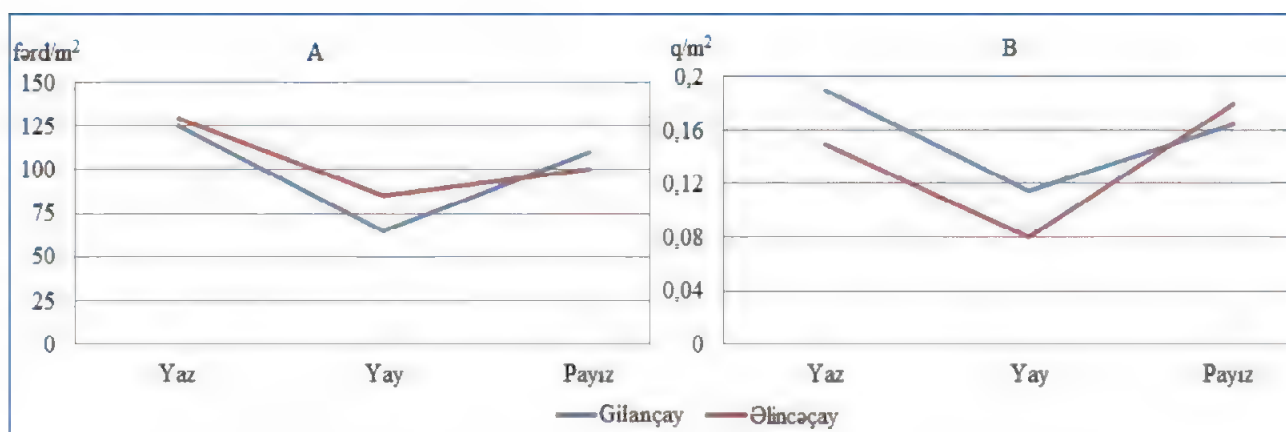 fərd/m² A
150
125
100
75
50
25
0
Yaz Yay Payız
q/m² B
0,2
0,16
0,12
0,08
0,04
0
Yaz Yay Payız
Gilançay Əlincəçay